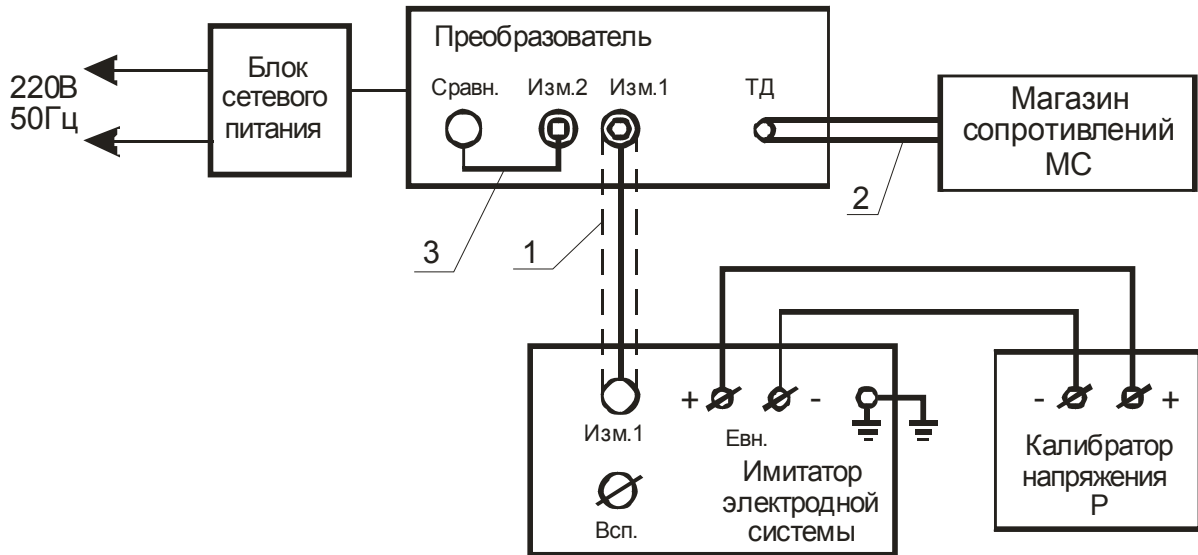 220В
50Гц
Блок
сетевого
питания
Преобразователь
Сравн.
Изм.2
Изм.1
ТД
Магазин
сопротивлений
МС
3
1
2
+
-
Изм.1
Евн.
Всп.
Имитатор
электродной
системы
-
+
Калибратор
напряжения
Р